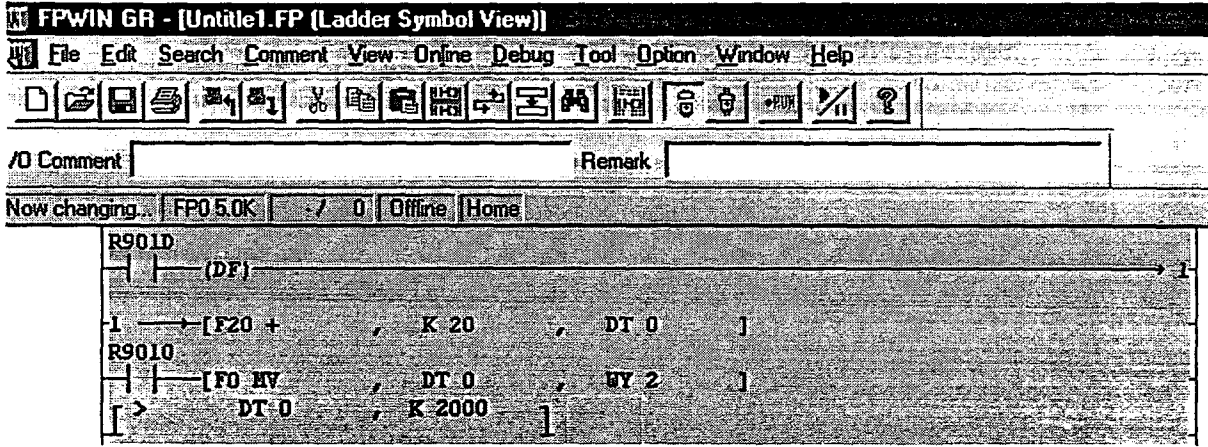 FPWIN GR - [Untitle1.FP (Ladder Symbol View)]
File Edit Search Comment View Online Debug Tool Option Window Help
RUN
/O Comment Remark
Now changing... FP0 5.0K -/ 0 Offline Home
R901D
(DF) 1
1 [F20 + , K 20 , DT 0 ]
R9010
[F0 MV , DT 0 , WY 2 ]
[ > DT 0 , K 2000 ]